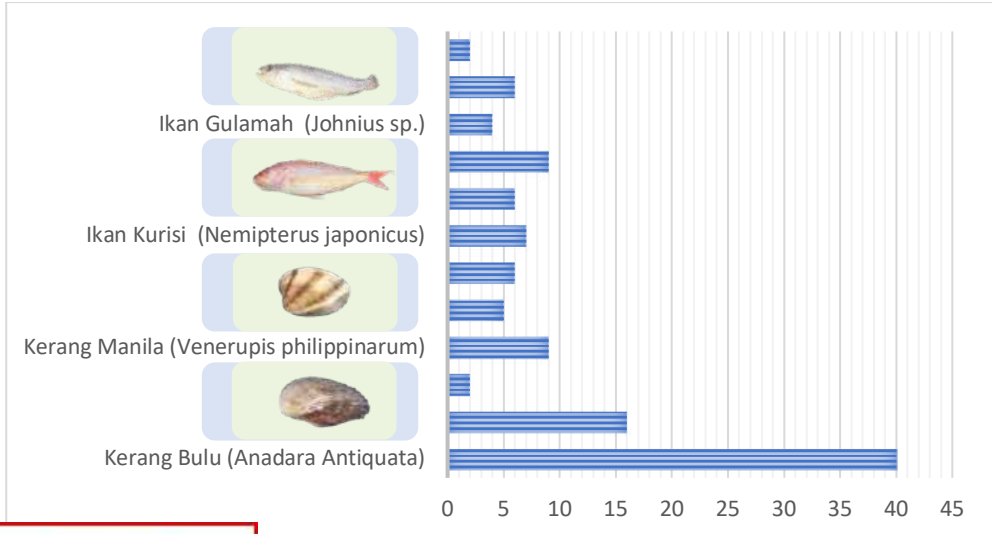 Ikan Gulamah (Johnius sp.)
Ikan Kurisi (Nemipterus japonicus)
Kerang Manila (Venerupis philippinarum)
Kerang Bulu (Anadara Antiquata)
0 5 10 15 20 25 30 35 40 45